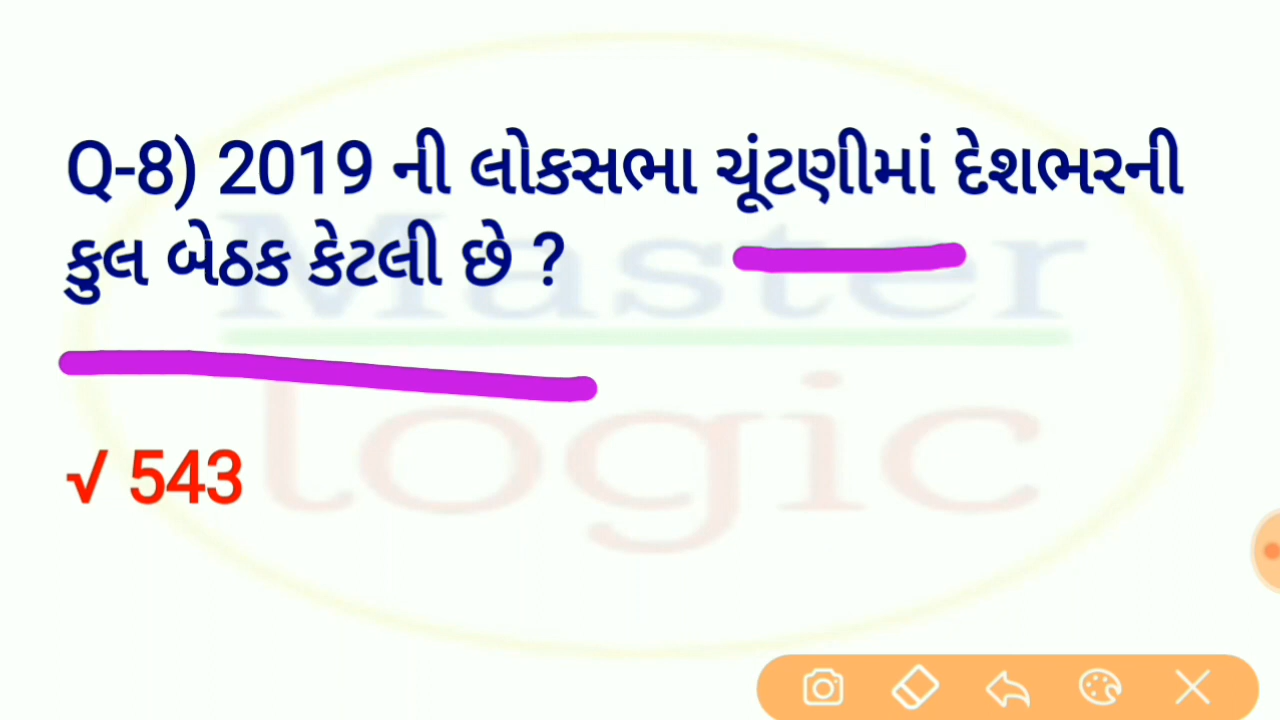 Q-8) 2019 ની લોકસભા ચૂંટણીમાં દેશભરની
કુલ બેઠક કેટલી છે ?
Master
logic
√ 543